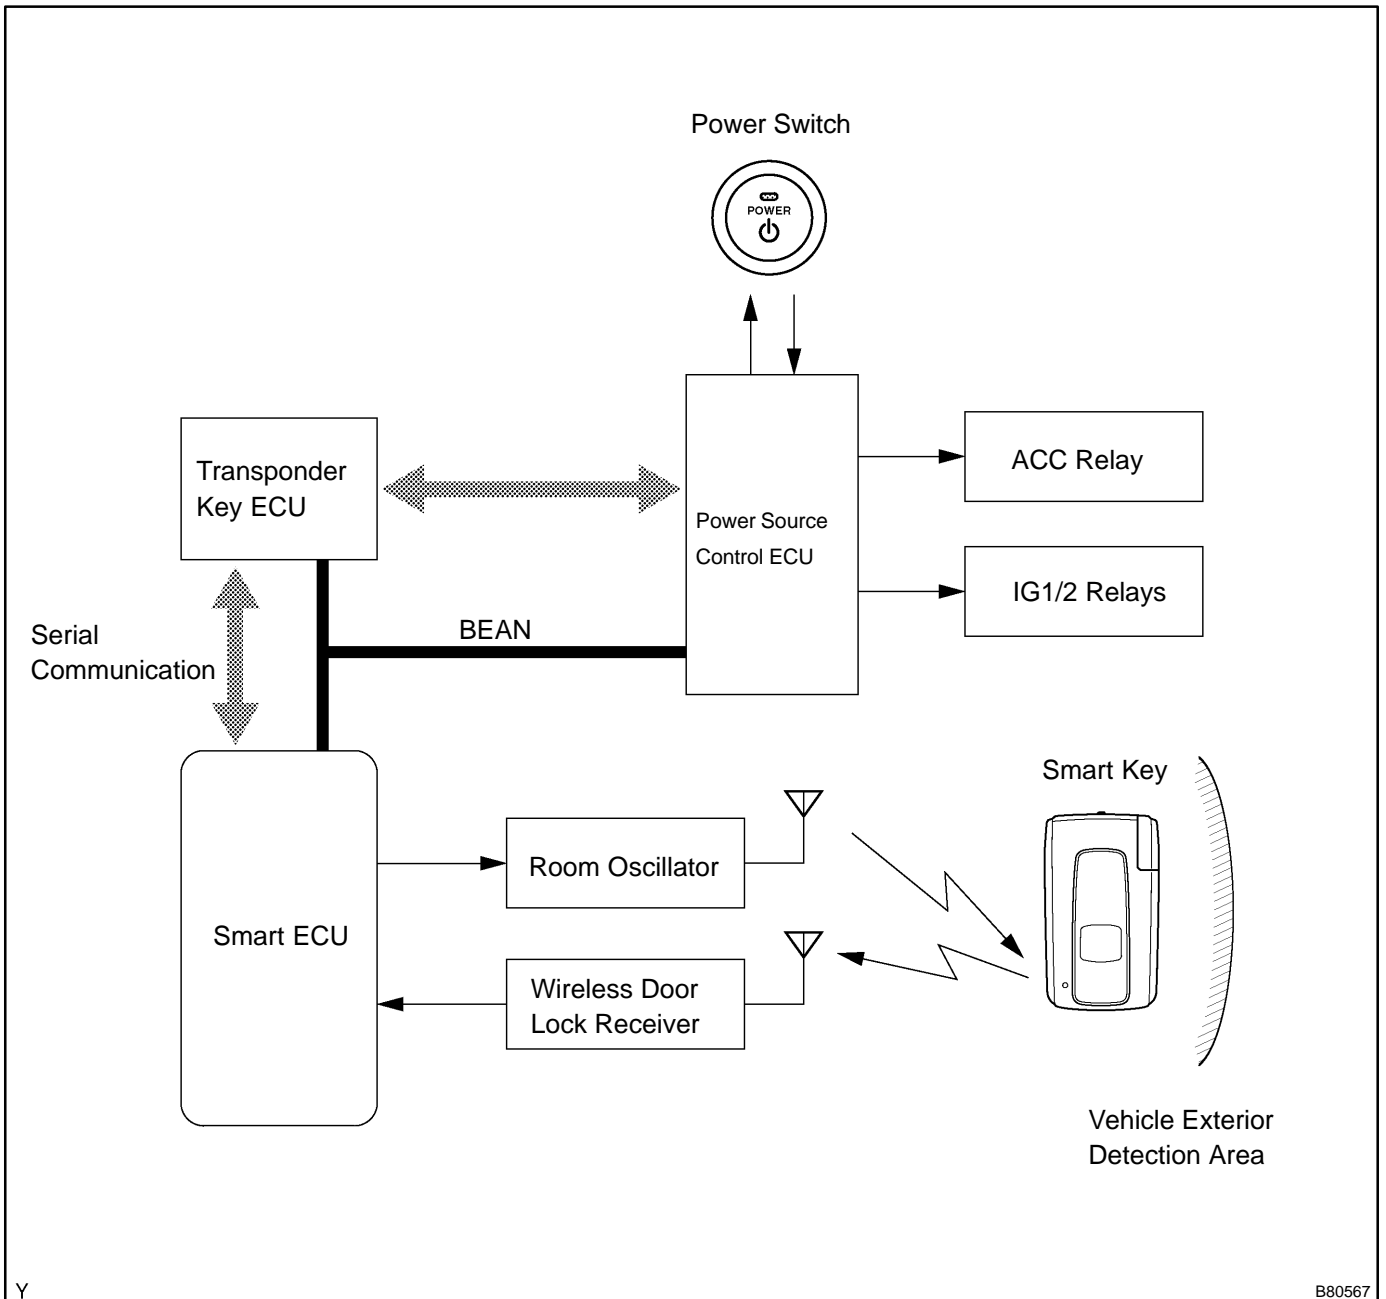 Power Switch
POWER
Transponder
Key ECU
ACC Relay
Power Source
Control ECU
IG1/2 Relays
BEAN
Serial
Communication
Smart Key
Room Oscillator
Smart ECU
Wireless Door
Lock Receiver
Vehicle Exterior
Detection Area
Y
B80567